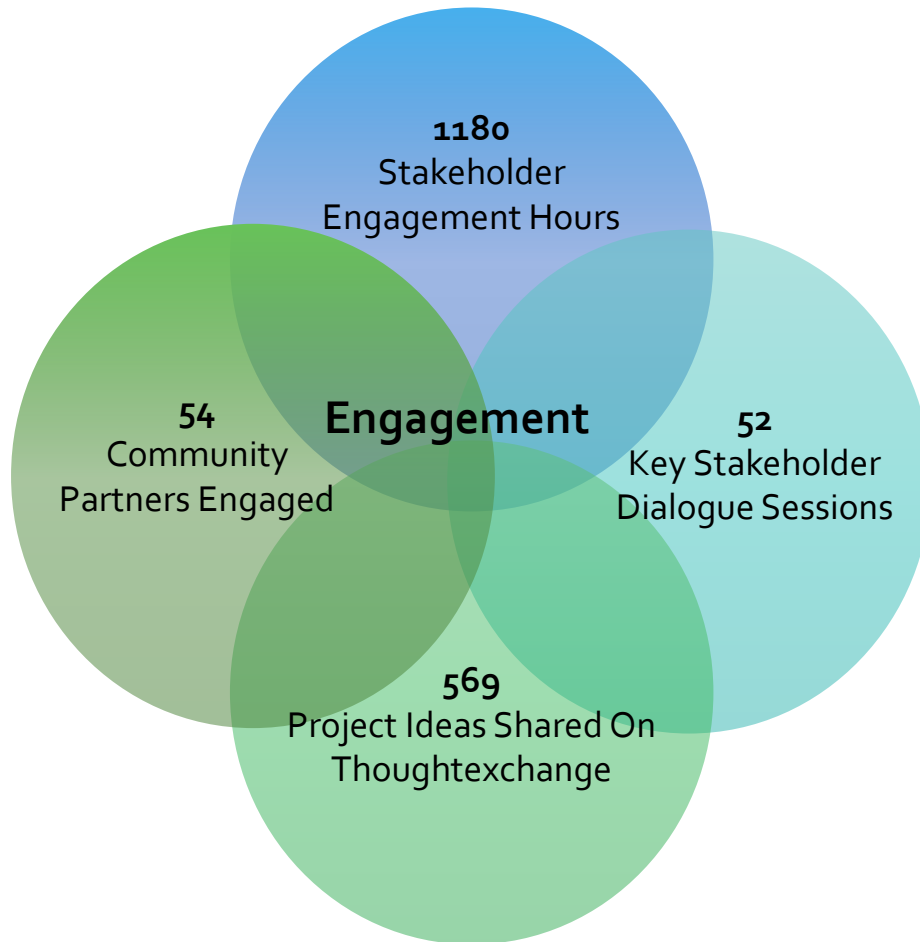 1180
Stakeholder
Engagement Hours
54
Community
Partners Engaged
Engagement
52
Key Stakeholder
Dialogue Sessions
569
Project Ideas Shared On
Thoughtexchange